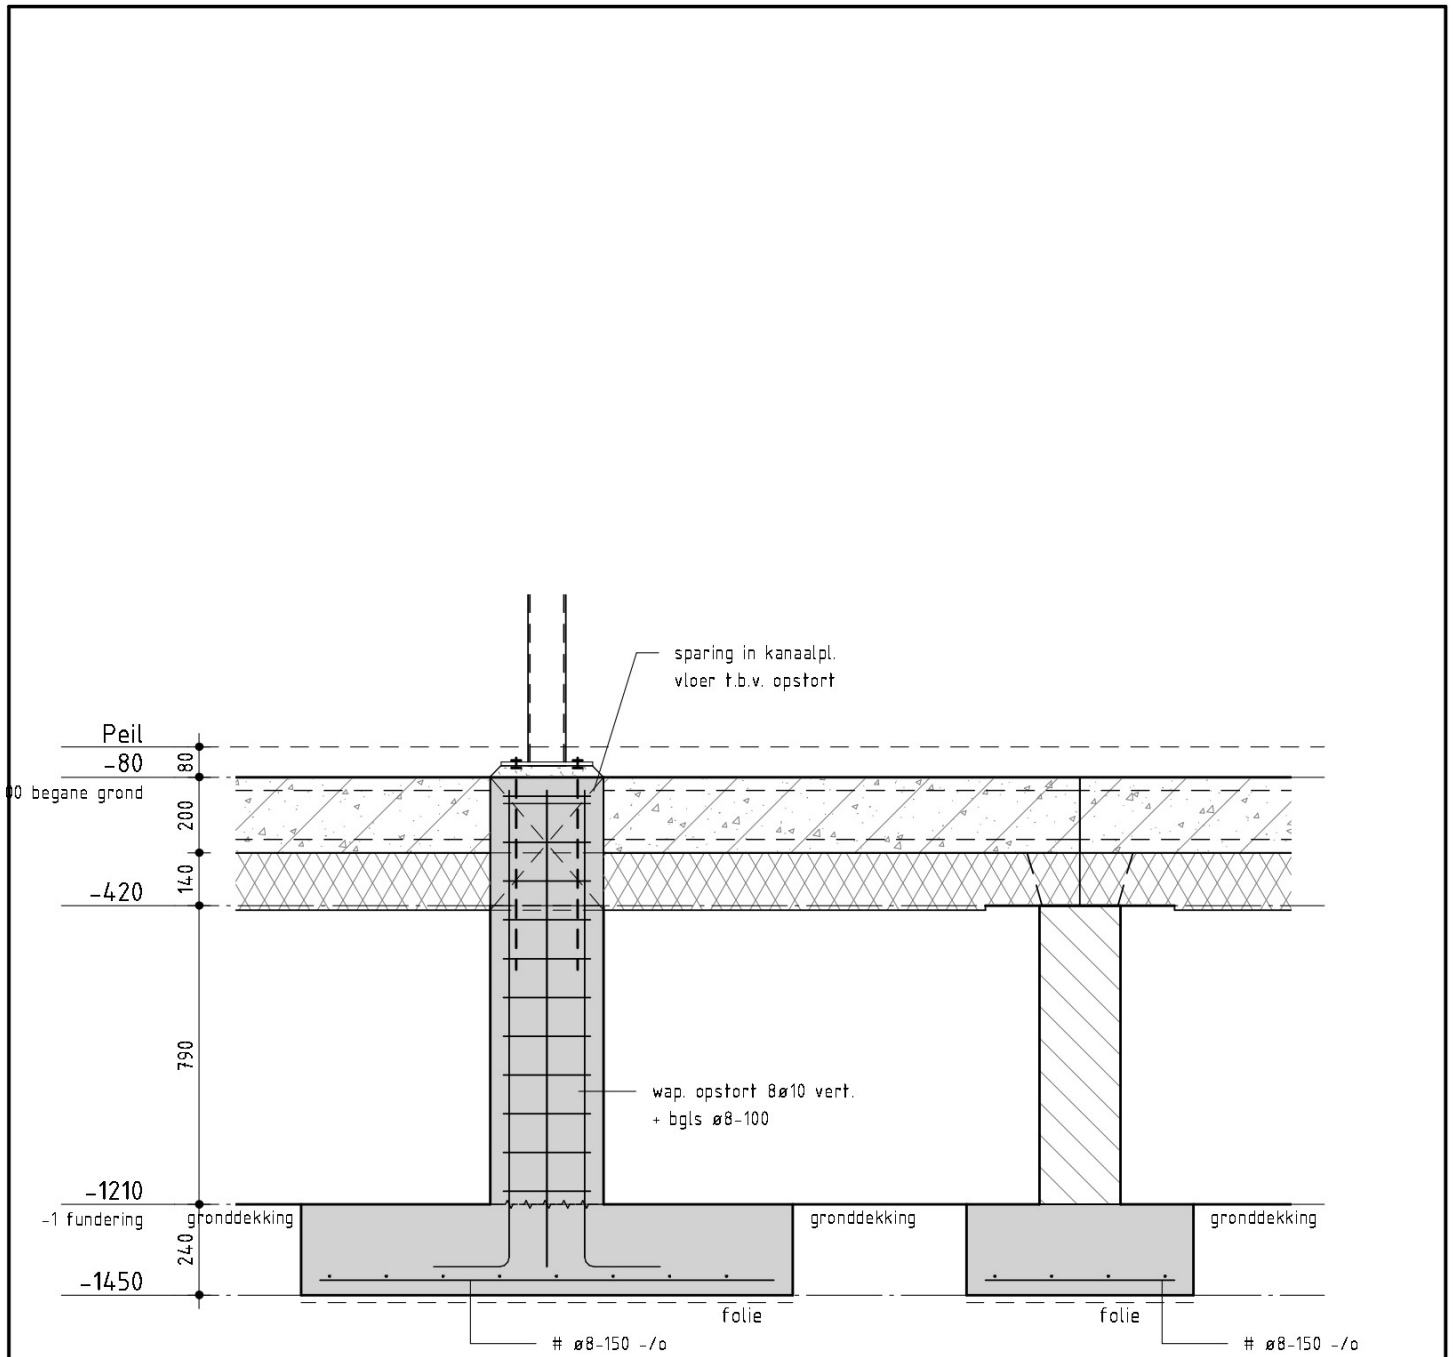 sparing in kanaalpl.
vloer t.b.v. opstort
Peil
-80
80
begane grond
200
140
-420
790
wap. opstort 8ø10 vert.
+ bgls ø8-100
-1210
-1 fundering
gronddekking
gronddekking
gronddekking
240
-1450
folie
folie
# ø8-150 -/o
# ø8-150 -/o